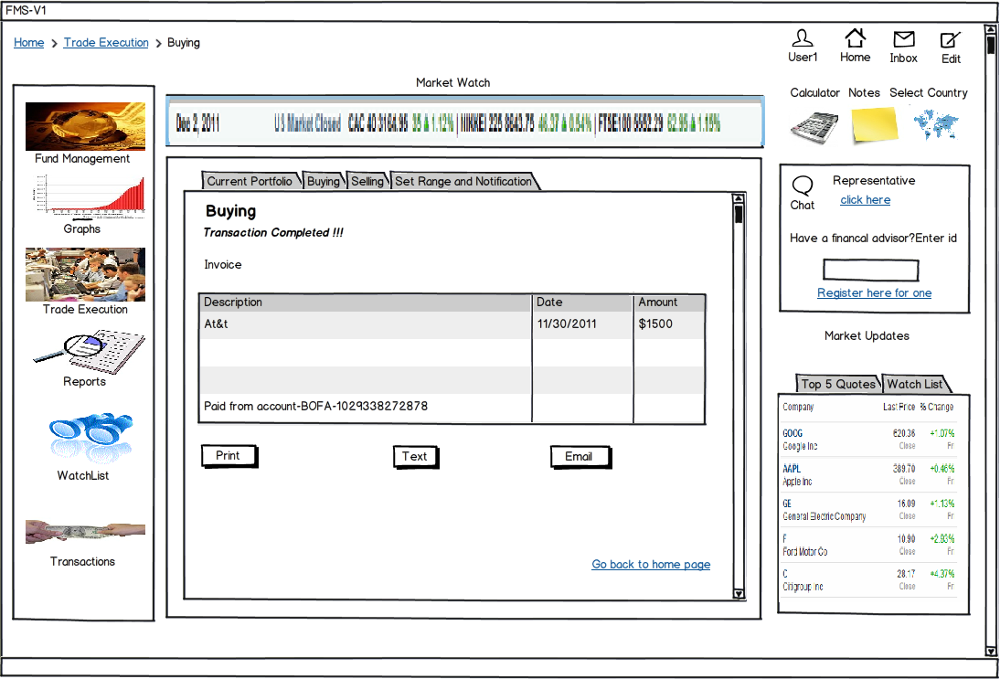 FMS-V1
Home > Trade Execution > Buying
User1
Home
Inbox
Edit
Market Watch
Calculator Notes Select Country
Dec 2, 2011 US Market Closed CAC 40 3164.95 35 1.12% | NIKKEI 225 8643.75 46.37 0.54% | FTSE100 5552.29 62.95 1.15%
Fund Management
Graphs
Trade Execution
Reports
WatchList
Transactions
Current Portfolio
Buying
Selling
Set Range and Notification
Buying
Transaction Completed !!!
Invoice
Description Date Amount
At&t 11/30/2011 $1500
Paid from account-BOFA-1029338272878
Print
Text
Email
Go back to home page
Representative
Chat
click here
Have a financal advisor?Enter id
Register here for one
Market Updates
Top 5 Quotes
Watch List
Company Last Price % Change
GOOG 620.36 +1.07%
Google Inc Close Fr
AAPL 389.70 +0.46%
Apple Inc Close Fr
GE 16.09 +1.13%
General Electric Company Close Fr
F 10.90 +2.93%
Ford Motor Co Close Fr
C 28.17 +4.37%
Citigroup Inc Close Fr